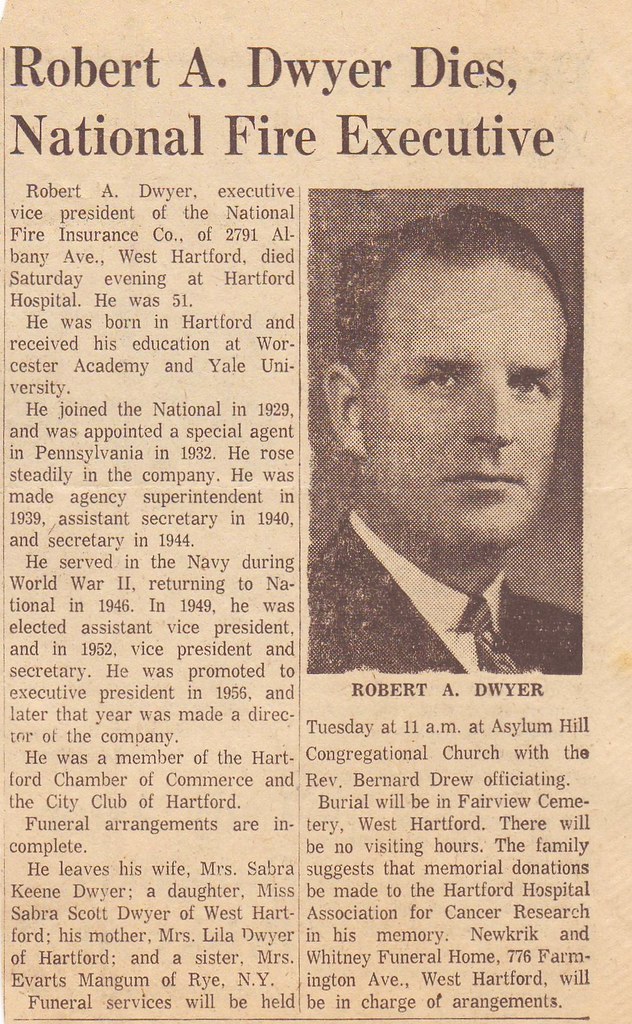 Robert A. Dwyer Dies,
National Fire Executive
Robert A. Dwyer, executive
vice president of the National
Fire Insurance Co., of 2791 Al-
bany Ave., West Hartford, died
Saturday evening at Hartford
Hospital. He was 51.
He was born in Hartford and
received his education at Wor-
cester Academy and Yale Uni-
versity.
He joined the National in 1929,
and was appointed a special agent
in Pennsylvania in 1932. He rose
steadily in the company. He was
made agency superintendent in
1939, assistant secretary in 1940,
and secretary in 1944.
He served in the Navy during
World War II, returning to Na-
tional in 1946. In 1949, he was
elected assistant vice president,
and in 1952, vice president and
secretary. He was promoted to
executive president in 1956, and
later that year was made a direc-
tor of the company.
He was a member of the Hart-
ford Chamber of Commerce and
the City Club of Hartford.
Funeral arrangements are in-
complete.
He leaves his wife, Mrs. Sabra
Keene Dwyer; a daughter, Miss
Sabra Scott Dwyer of West Hart-
ford; his mother, Mrs. Lila Dwyer
of Hartford; and a sister, Mrs.
Evarts Mangum of Rye, N.Y.
Funeral services will be held
ROBERT A. DWYER
Tuesday at 11 a.m. at Asylum Hill
Congregational Church with the
Rev. Bernard Drew officiating.
Burial will be in Fairview Ceme-
tery, West Hartford. There will
be no visiting hours. The family
suggests that memorial donations
be made to the Hartford Hospital
Association for Cancer Research
in his memory. Newkrik and
Whitney Funeral Home, 776 Farm-
ington Ave., West Hartford, will
be in charge of arangements.